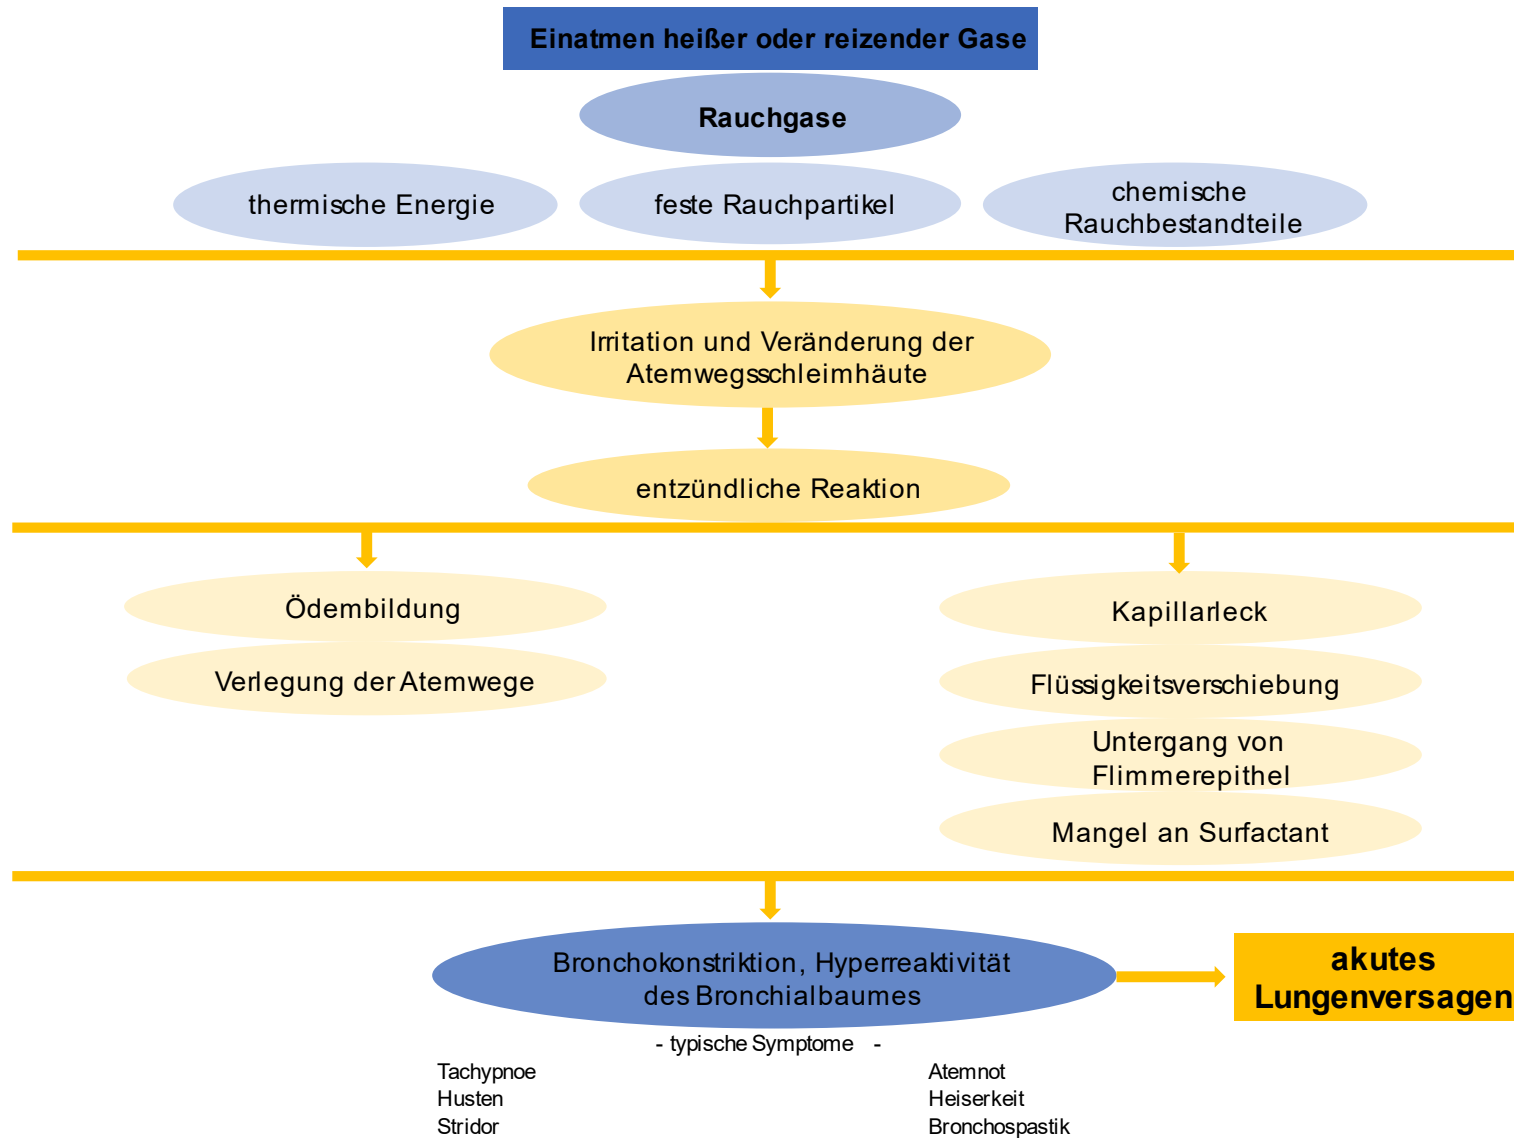 Einatmen heißer oder reizender Gase
Rauchgase
thermische Energie
feste Rauchpartikel
chemische
Rauchbestandteile
Irritation und Veränderung der
Atemwegsschleimhäute
entzündliche Reaktion
Ödembildung
Verlegung der Atemwege
Kapillarleck
Flüssigkeitsverschiebung
Untergang von
Flimmerepithel
Mangel an Surfactant
Bronchokonstriktion, Hyperreaktivität
des Bronchialbaumes
akutes
Lungenversagen
- typische Symptome -
Tachypnoe
Husten
Stridor
Atemnot
Heiserkeit
Bronchospastik